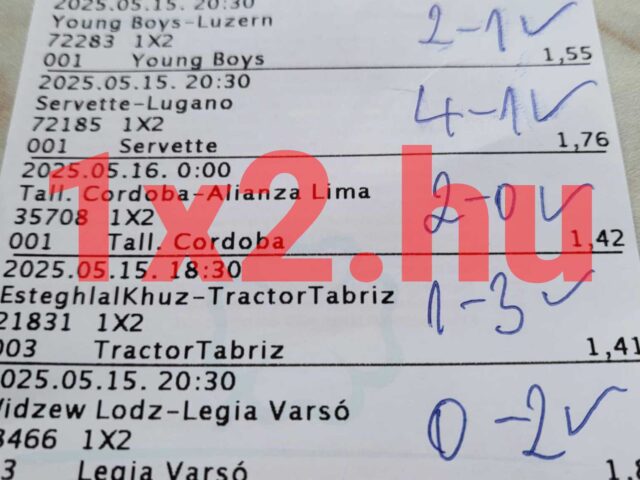 2025.05.15. 20:30
Young Boys-Luzern
72283 1X2
2-1✓
001 Young Boys 1,55
2025.05.15. 20:30
Servette-Lugano
72185 1X2
4-1✓
001 Servette 1,76
2025.05.16. 0:00
Tall. Cordoba-Alianza Lima
35708 1X2
2-0✓
001 Tall. Cordoba 1,42
2025.05.15. 18:30
EsteghlalKhuz-TractorTabriz
21831 1X2
1-3✓
003 TractorTabriz 1,41
025.05.15. 20:30
Widzew Lodz-Legia Varsó
3466 1X2
0-2✓
3 Legia Varsó
1x2.hu